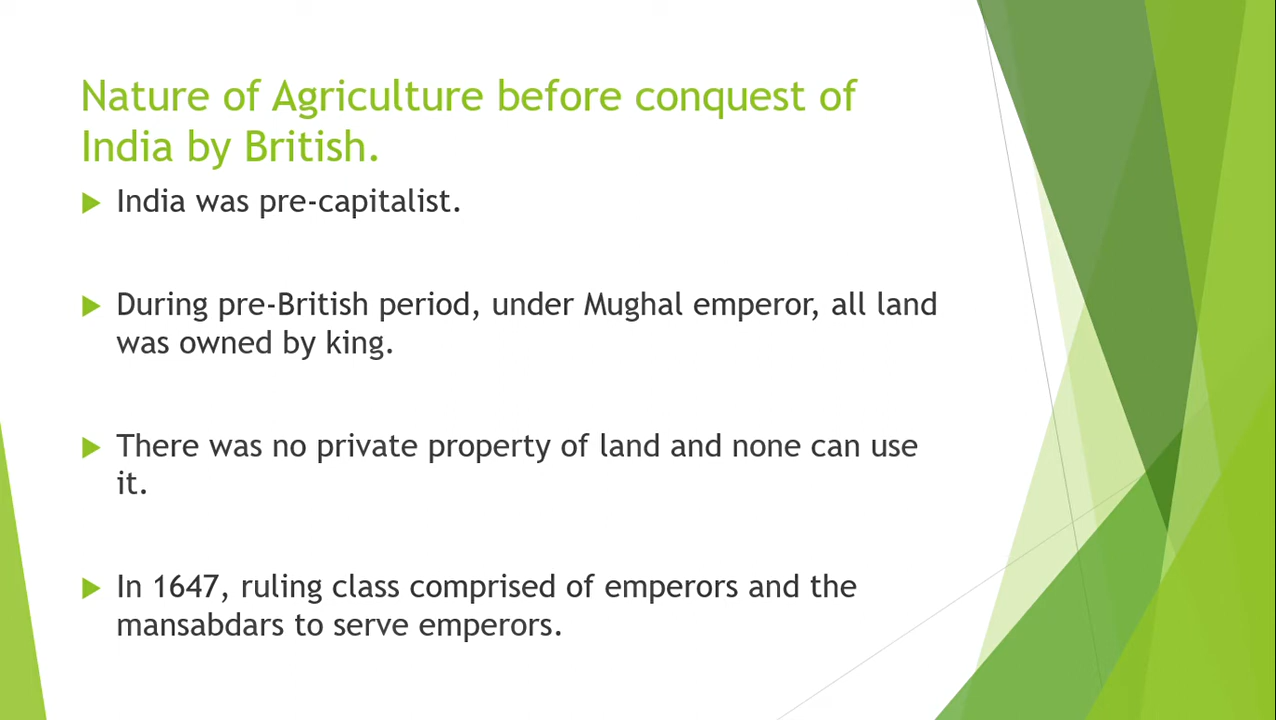 Nature of Agriculture before conquest of
India by British.
India was pre-capitalist.
During pre-British period, under Mughal emperor, all land
was owned by king.
There was no private property of land and none can use
it.
In 1647, ruling class comprised of emperors and the
mansabdars to serve emperors.